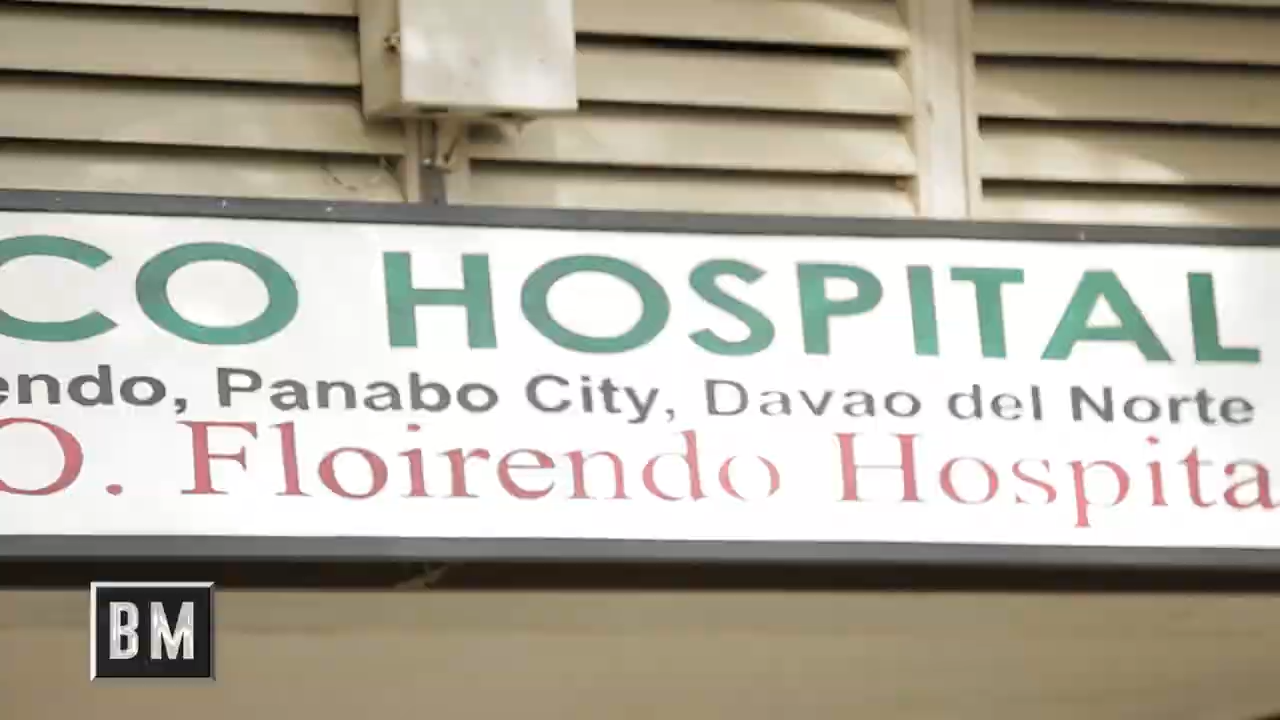 CO HOSPITAL
endo, Panabo City, Davao del Norte
O. Floirendo Hospita
BM